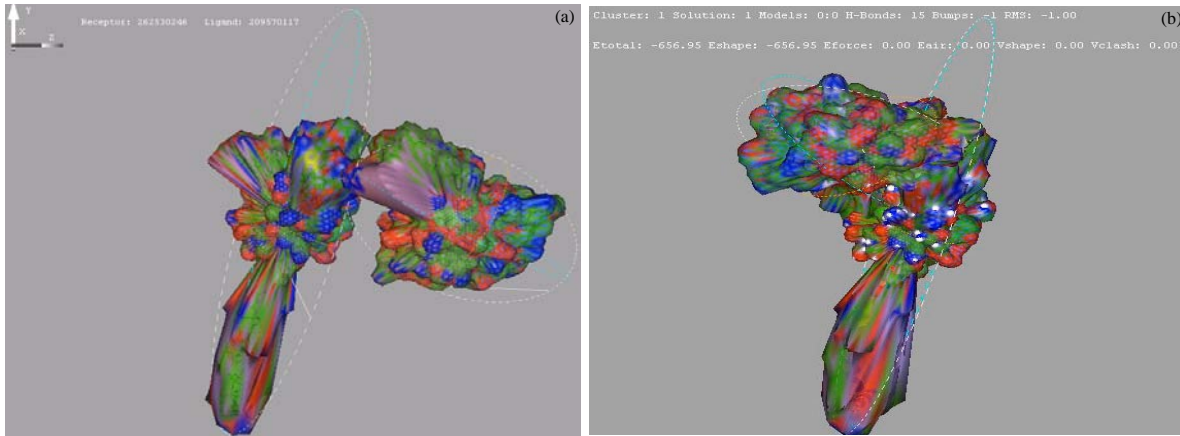 (a)
Receptor: 262530248 Ligand: 209570117
Y
X
Z
(b)
Cluster: 1 Solution: 1 Models: 0:0 H-Bonds: 15 Bumps: -1 RMS: -1.00
Etotal: -656.95 Eshape: -656.95 Eforce: 0.00 Eair: 0.00 Vshape: 0.00 Vclash: 0.00